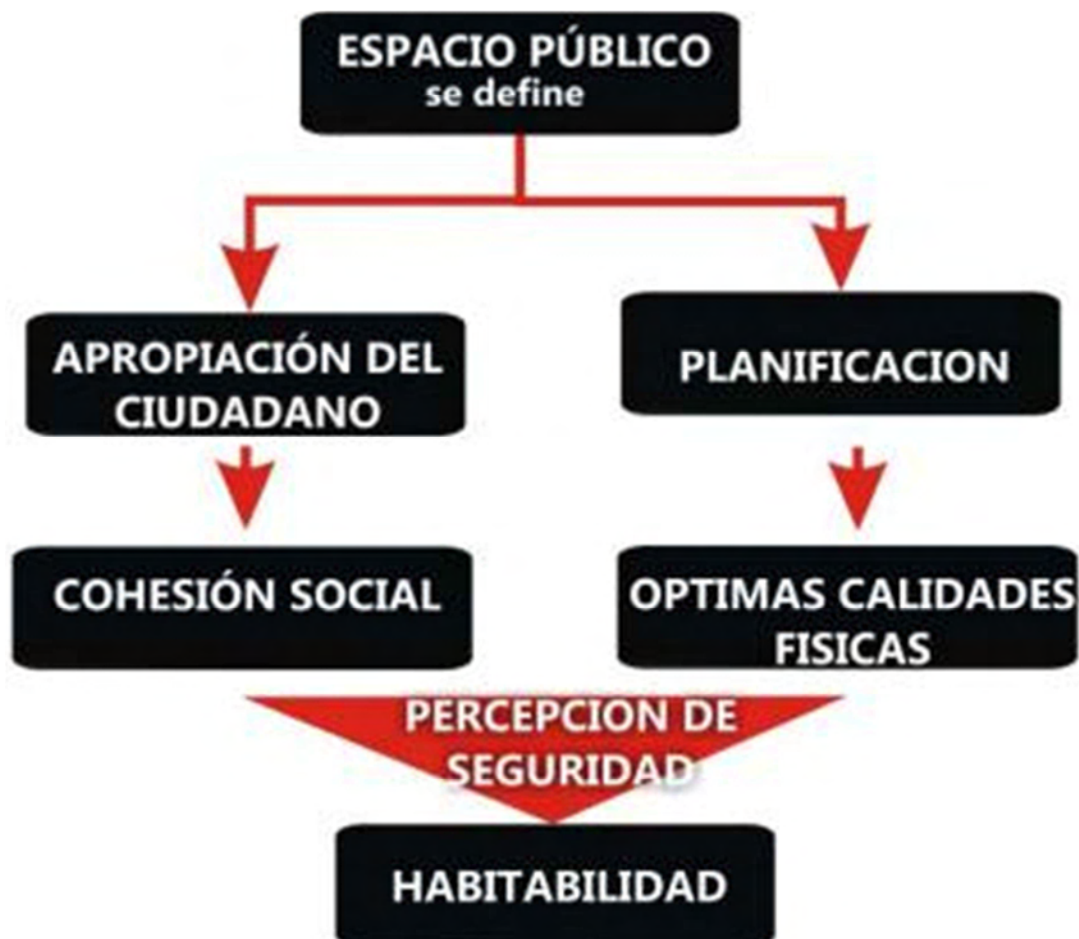 ESPACIO PÚBLICO
se define
APROPIACIÓN DEL
CIUDADANO
PLANIFICACION
COHESIÓN SOCIAL
OPTIMAS CALIDADES
FISICAS
PERCEPCION DE
SEGURIDAD
HABITABILIDAD